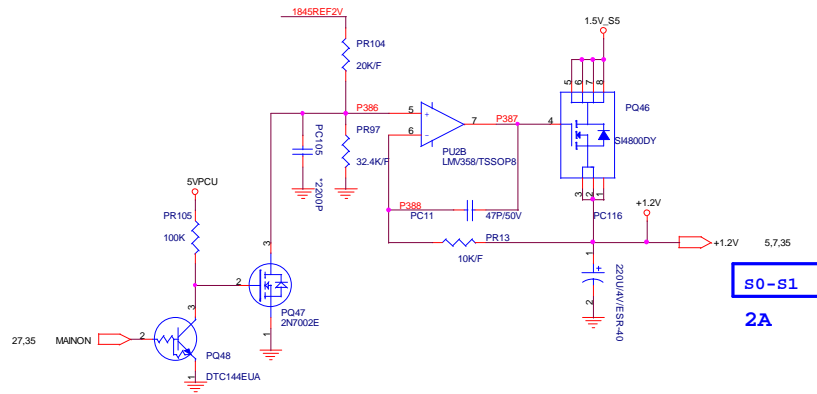 1845REF2V
PR104
20K/F
1.5V_S5
5
6
7
8
P386
5
+
7
P387
4
PQ46
6
−
PU2B
LMV358/TSSOP8
SI4800DY
PC105
*2200P
PR97
32.4K/F
3
2
1
5VPCU
P388
PC11
47P/50V
PC116
+1.2V
PR105
100K
PR13
10K/F
+1.2V
5,7,35
3
1
220U/4V/ESR-40
2
S0-S1
2A
2
PQ47
2N7002E
1
3
27,35
MAINON
2
PQ48
1
DTC144EUA